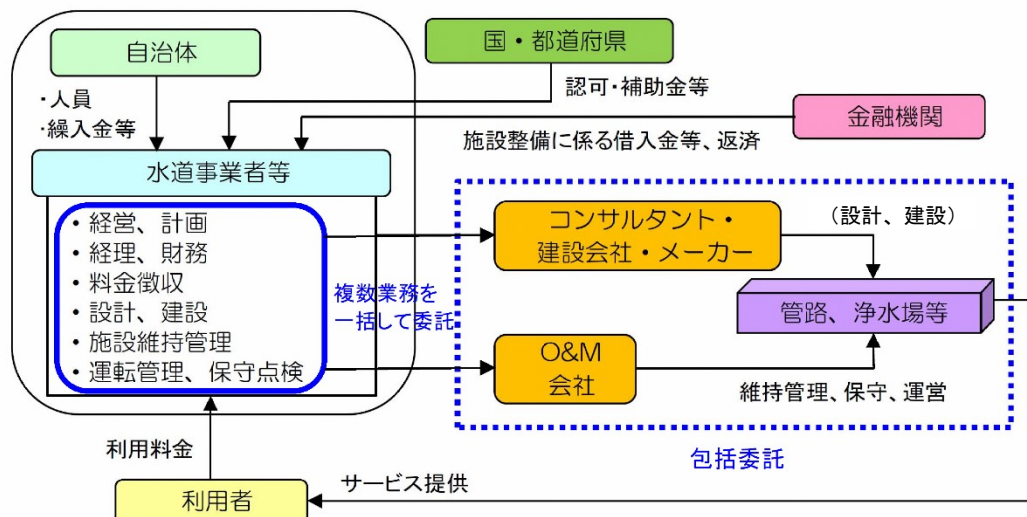 自治体
国・都道府県
・人員
・繰入金等
認可・補助金等
金融機関
施設整備に係る借入金等、返済
水道事業者等
・経営、計画
・経理、財務
・料金徴収
・設計、建設
・施設維持管理
・運転管理、保守点検
複数業務を
一括して委託
コンサルタント・
建設会社・メーカー
（設計、建設）
管路、浄水場等
O&M
会社
維持管理、保守、運営
包括委託
利用料金
サービス提供
利用者